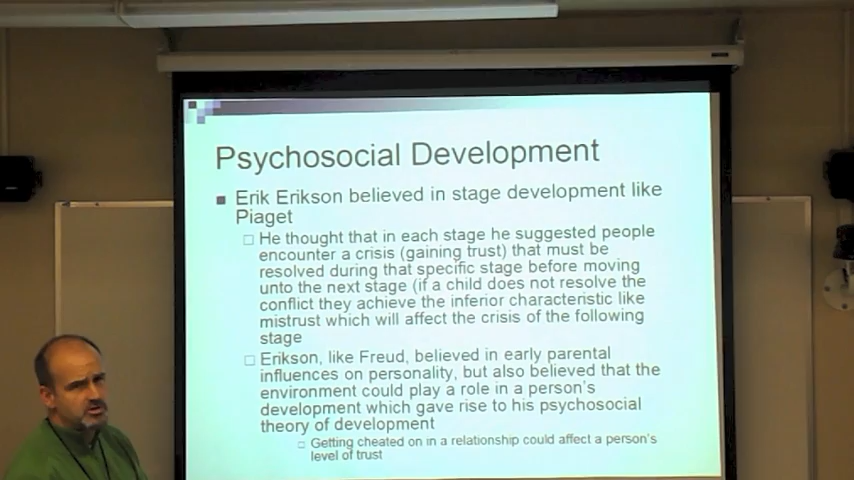 Psychosocial Development
Erik Erikson believed in stage development like
Piaget
He thought that in each stage he suggested people
encounter a crisis (gaining trust) that must be
resolved during that specific stage before moving
unto the next stage (if a child does not resolve the
conflict they achieve the inferior characteristic like
mistrust which will affect the crisis of the following
stage
Erikson, like Freud, believed in early parental
influences on personality, but also believed that the
environment could play a role in a person's
development which gave rise to his psychosocial
theory of development
Getting cheated on in a relationship could affect a person's
level of trust